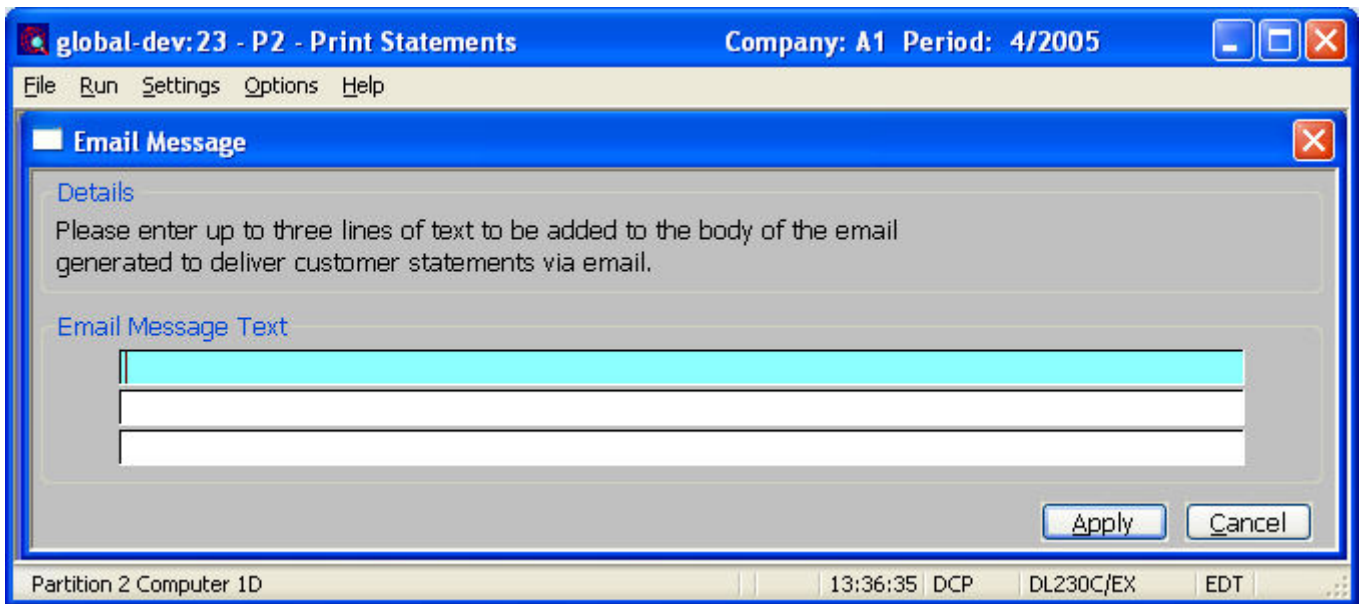 global-dev:23 - P2 - Print Statements Company: A1 Period: 4/2005
File Run Settings Options Help
Email Message
Details
Please enter up to three lines of text to be added to the body of the email
generated to deliver customer statements via email.
Email Message Text
Apply Cancel
Partition 2 Computer 1D 13:36:35 DCP DL230C/EX EDT